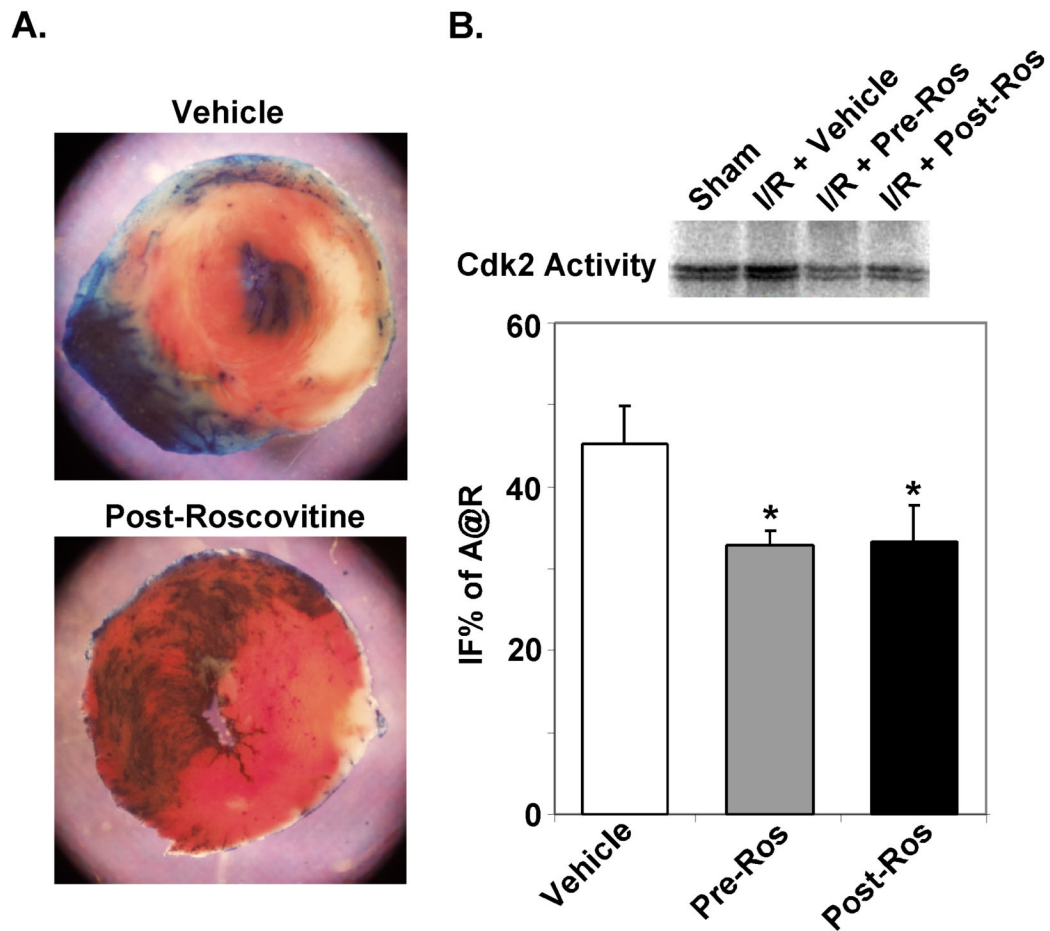 A.
Vehicle
Post-Roscovitine
B.
Sham
I/R + Vehicle
I/R + Pre-Ros
I/R + Post-Ros
Cdk2 Activity
60
40
20
0
IF% of A@R
*
*
Vehicle
Pre-Ros
Post-Ros